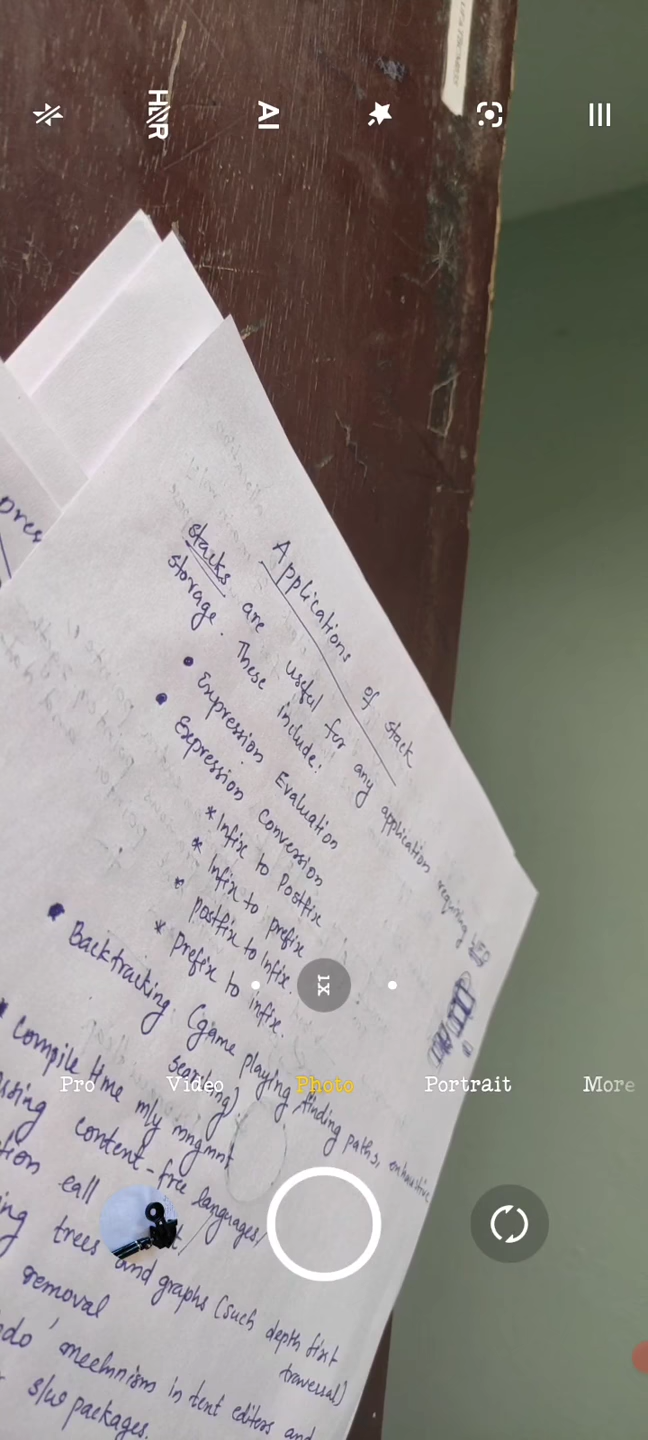 HDR
AI
pres
Applications of stack
Stacks are useful for any application requiring LIFO
storage. These include:
• Expression Evaluation
• Expression Conversion
* Infix to Postfix
* Infix to prefix
* postfix to Infix.
* prefix to infix.
• Backtracking (game playing, finding paths, exhaustive
searching).
• Compile time m/y mngmnt
using content-free languages/
tion call
ing trees and graphs (such depth first
traversal)
removal
do' mechnism in text editors and
s/w packages.
1X
Pro Video Photo Portrait More